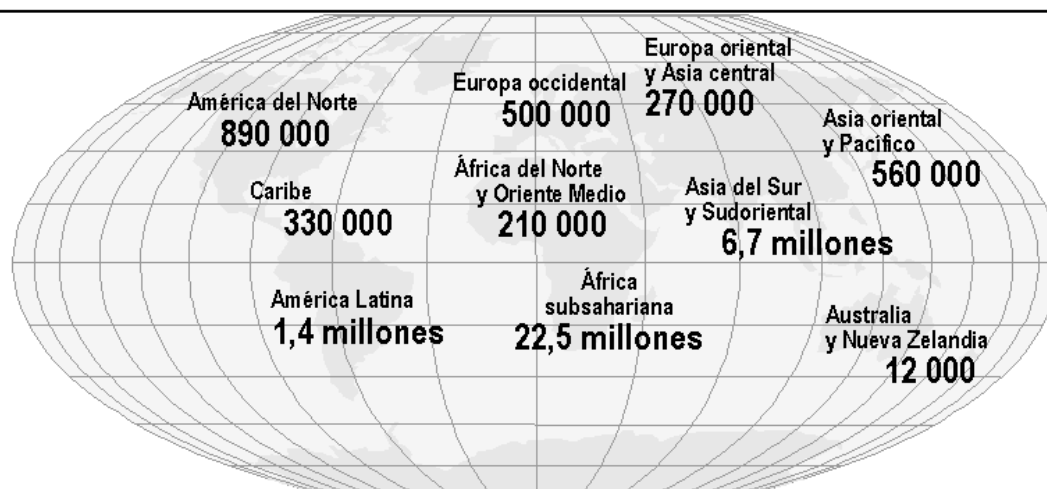 América del Norte
890 000
Europa occidental
500 000
Europa oriental
y Asia central
270 000
Caribe
330 000
África del Norte
y Oriente Medio
210 000
Asia del Sur
y Sudoriental
6,7 millones
Asia oriental
y Pacífico
560 000
América Latina
1,4 millones
África
subsahariana
22,5 millones
Australia
y Nueva Zelandia
12 000